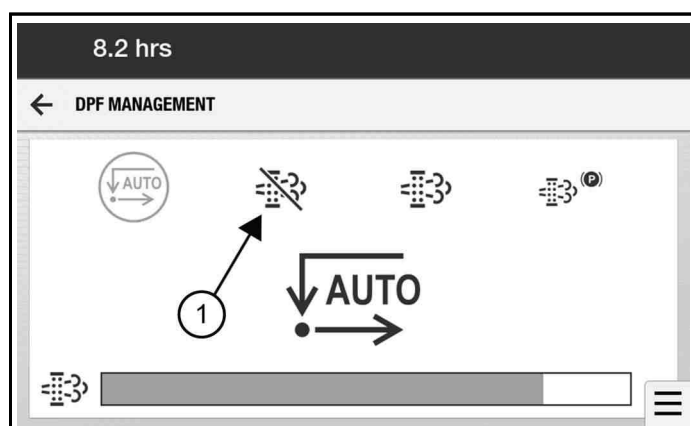 8.2 hrs
DPF MANAGEMENT
AUTO
(P)
1
AUTO